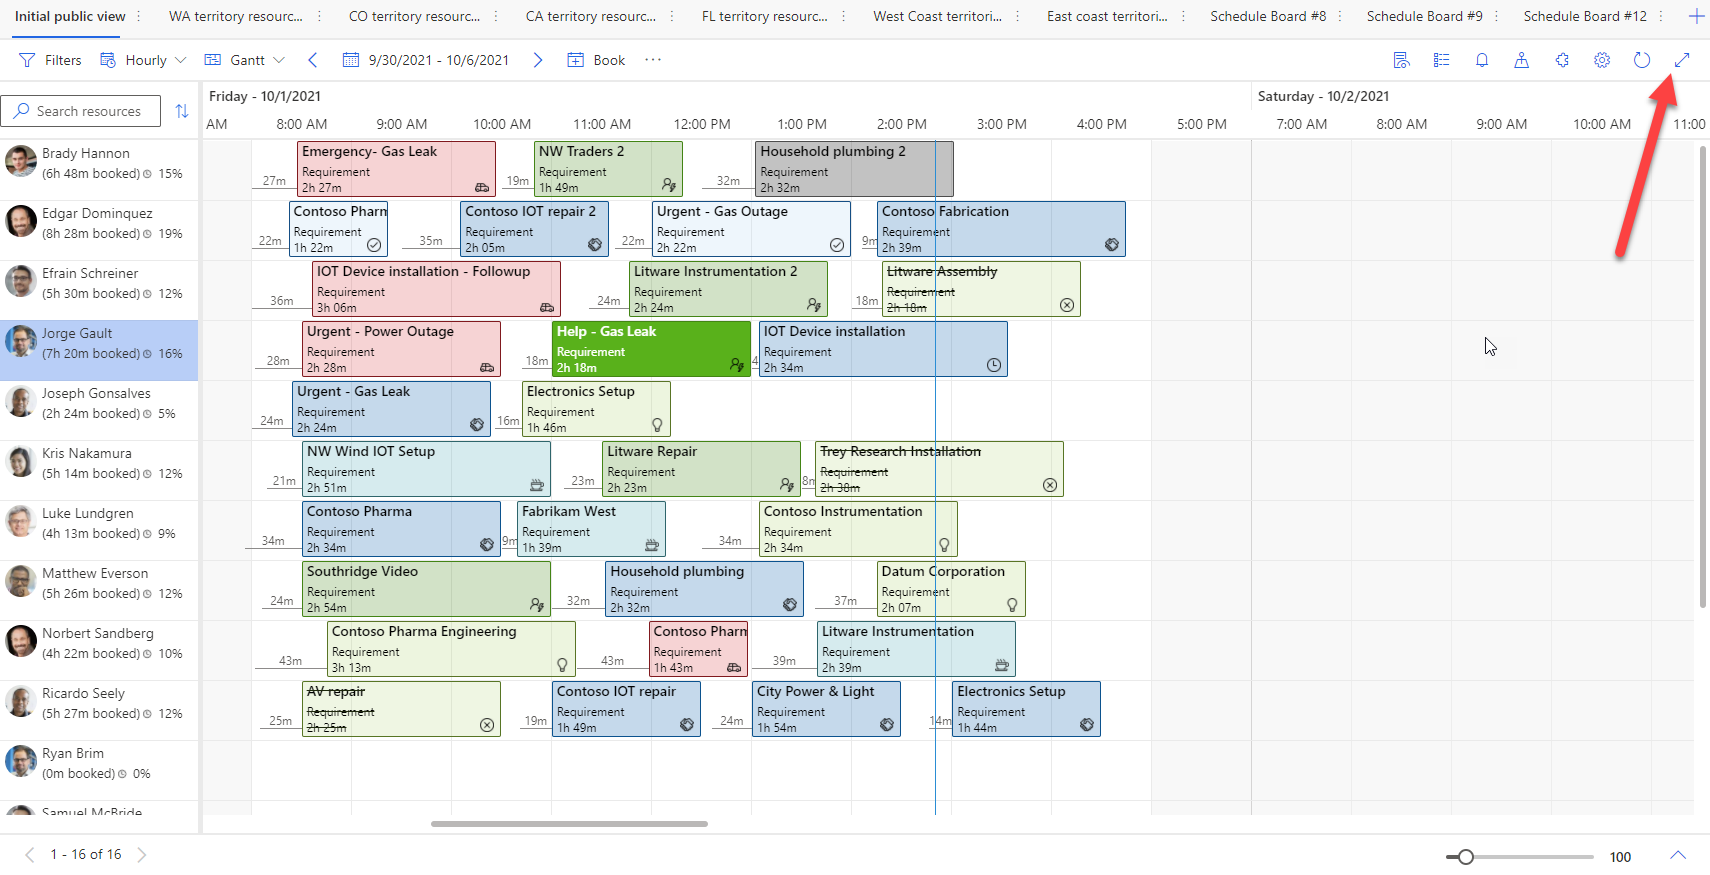 Initial public view
WA territory resourc...
CO territory resourc...
CA territory resourc...
FL territory resourc...
West Coast territori...
East coast territori...
Schedule Board #8
Schedule Board #9
Schedule Board #12
Filters
Hourly
Gantt
9/30/2021 - 10/6/2021
Book
Search resources
Friday - 10/1/2021
Saturday - 10/2/2021
AM 8:00 AM 9:00 AM 10:00 AM 11:00 AM 12:00 PM 1:00 PM 2:00 PM 3:00 PM 4:00 PM 5:00 PM 7:00 AM 8:00 AM 9:00 AM 10:00 AM 11:00
Brady Hannon
(6h 48m booked) 15%
27m
Emergency- Gas Leak
Requirement
2h 27m
19m
NW Traders 2
Requirement
1h 49m
32m
Household plumbing 2
Requirement
2h 32m
Edgar Dominquez
(8h 28m booked) 19%
22m
Contoso Pharm
Requirement
1h 22m
35m
Contoso IOT repair 2
Requirement
2h 05m
22m
Urgent - Gas Outage
Requirement
2h 22m
9m
Contoso Fabrication
Requirement
2h 39m
Efrain Schreiner
(5h 30m booked) 12%
36m
IOT Device installation - Followup
Requirement
3h 06m
24m
Litware Instrumentation 2
Requirement
2h 24m
18m
Litware Assembly
Requirement
2h 18m
Jorge Gault
(7h 20m booked) 16%
28m
Urgent - Power Outage
Requirement
2h 28m
18m
Help - Gas Leak
Requirement
2h 18m
4
IOT Device installation
Requirement
2h 34m
Joseph Gonsalves
(2h 24m booked) 5%
24m
Urgent - Gas Leak
Requirement
2h 24m
16m
Electronics Setup
Requirement
1h 46m
Kris Nakamura
(5h 14m booked) 12%
21m
NW Wind IOT Setup
Requirement
2h 51m
23m
Litware Repair
Requirement
2h 23m
8m
Trey Research Installation
Requirement
2h 38m
Luke Lundgren
(4h 13m booked) 9%
34m
Contoso Pharma
Requirement
2h 34m
9m
Fabrikam West
Requirement
1h 39m
34m
Contoso Instrumentation
Requirement
2h 34m
Matthew Everson
(5h 26m booked) 12%
24m
Southridge Video
Requirement
2h 54m
32m
Household plumbing
Requirement
2h 32m
37m
Datum Corporation
Requirement
2h 07m
Norbert Sandberg
(4h 22m booked) 10%
43m
Contoso Pharma Engineering
Requirement
3h 13m
43m
Contoso Pharm
Requirement
1h 43m
39m
Litware Instrumentation
Requirement
2h 39m
Ricardo Seely
(5h 27m booked) 12%
25m
AV repair
Requirement
2h 25m
19m
Contoso IOT repair
Requirement
1h 49m
24m
City Power & Light
Requirement
1h 54m
14m
Electronics Setup
Requirement
1h 44m
Ryan Brim
(0m booked) 0%
Samuel McBride
1 - 16 of 16
100